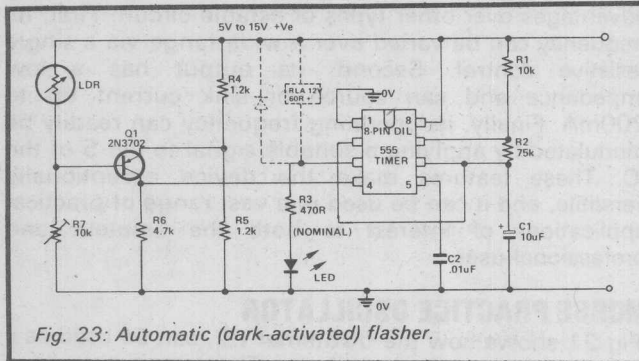 5V to 15V +Ve
LDR
R4
1.2k
RLA 12V
60R +
0V
R1
10k
1
8
8-PIN DIL
555
TIMER
4
5
Q1
2N3702
R2
75k
R3
470R
(NOMINAL)
R7
10k
R6
4.7k
R5
1.2k
LED
C2
.01uF
+
C1
10uF
0V
Fig. 23: Automatic (dark-activated) flasher.